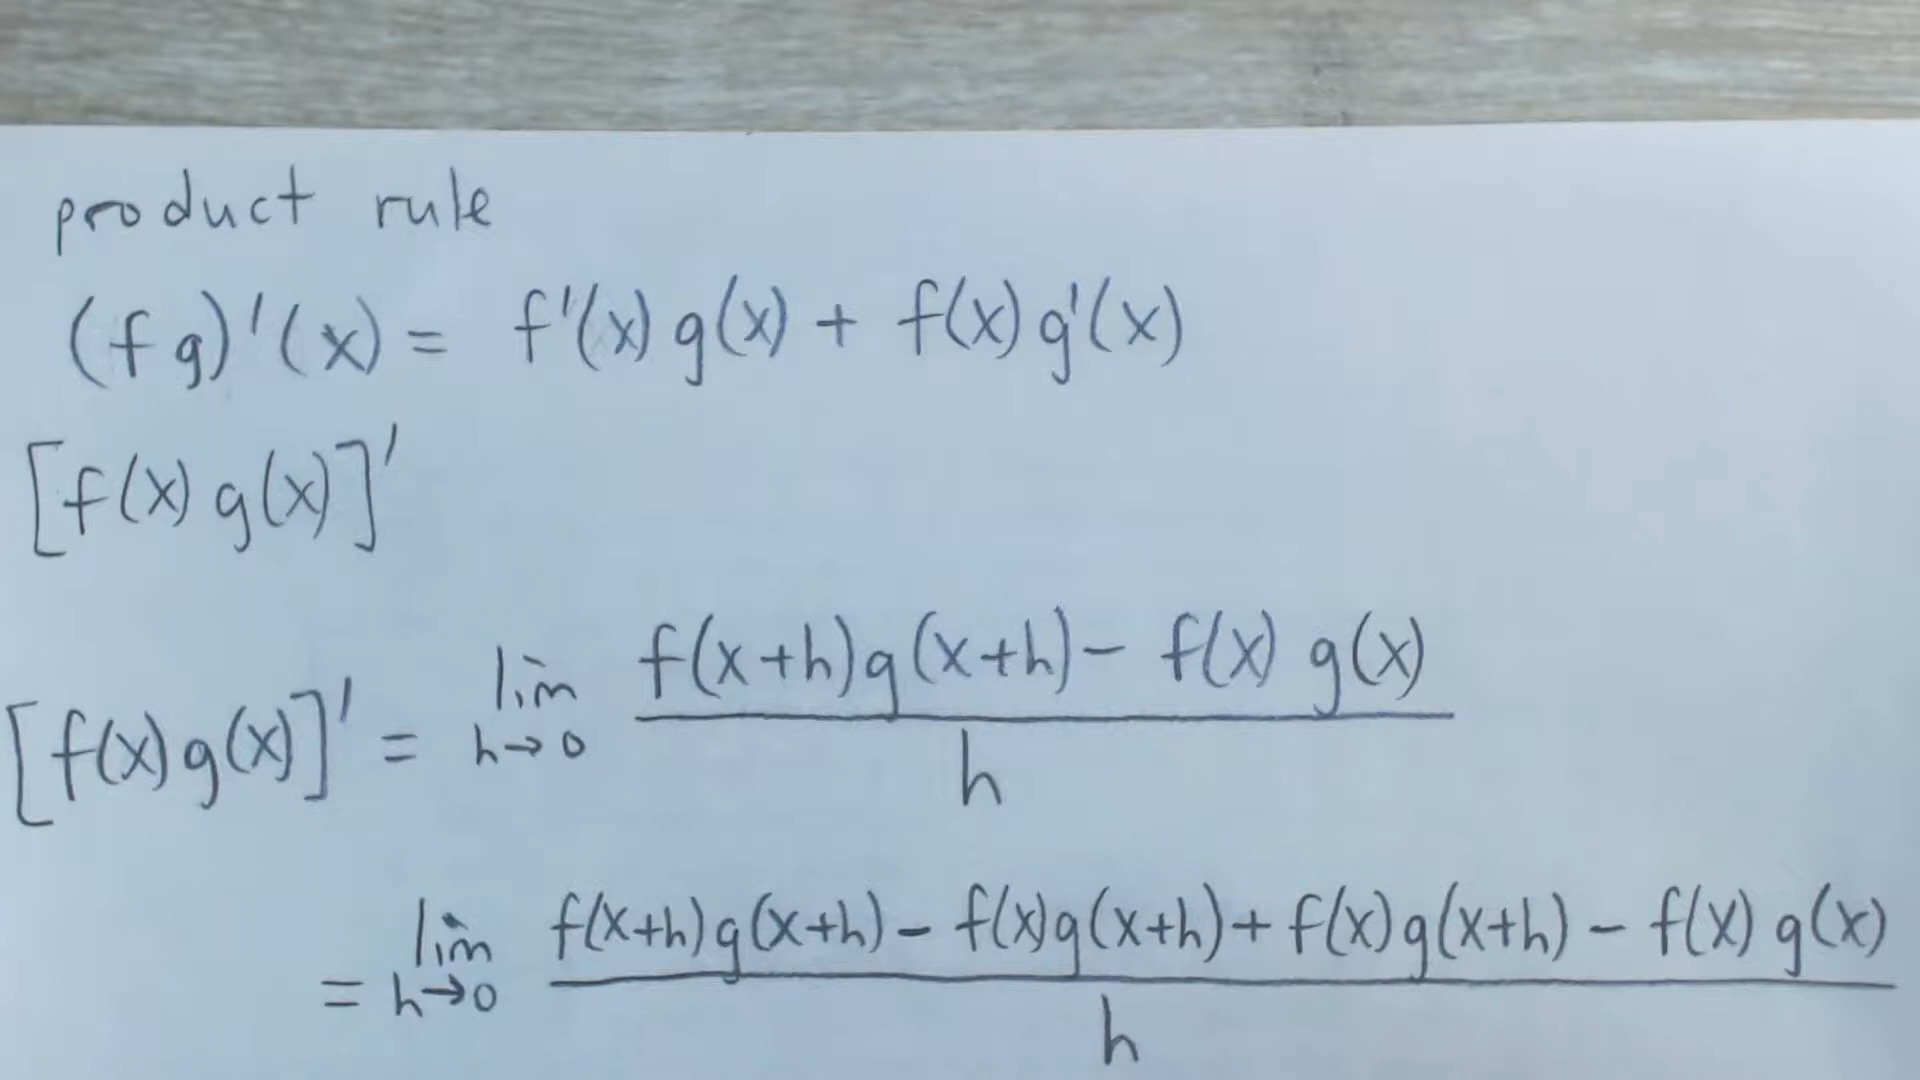 product rule
(fg)'(x) = f'(x) g(x) + f(x) g'(x)
[f(x) g(x)]'
[f(x) g(x)]' = lim h→0 f(x+h) g(x+h) − f(x) g(x) / h
= lim h→0 f(x+h) g(x+h) − f(x) g(x+h) + f(x) g(x+h) − f(x) g(x) / h